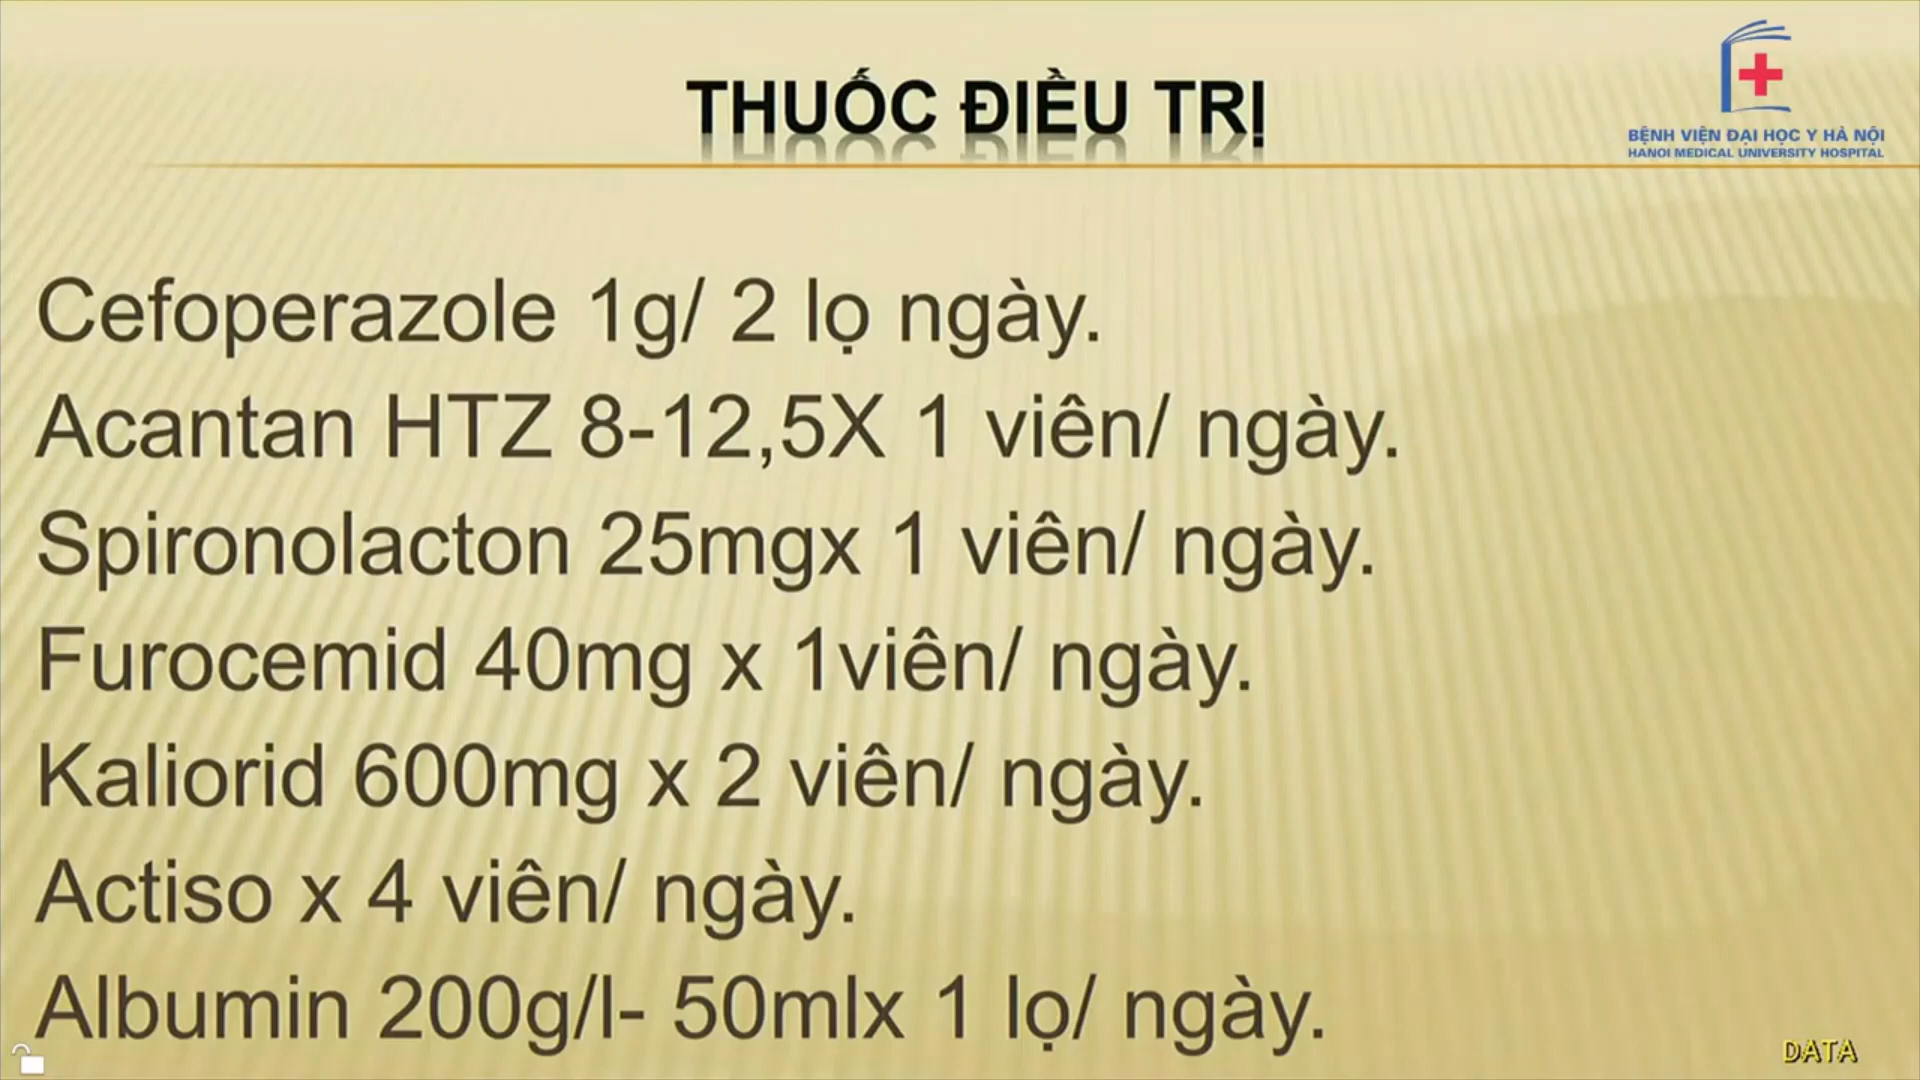 THUỐC ĐIỀU TRỊ
BỆNH VIỆN ĐẠI HỌC Y HÀ NỘI
HANOI MEDICAL UNIVERSITY HOSPITAL
Cefoperazole 1g/ 2 lọ ngày.
Acantan HTZ 8-12,5X 1 viên/ ngày.
Spironolacton 25mgx 1 viên/ ngày.
Furocemid 40mg x 1viên/ ngày.
Kaliorid 600mg x 2 viên/ ngày.
Actiso x 4 viên/ ngày.
Albumin 200g/l- 50mlx 1 lọ/ ngày.
DATA